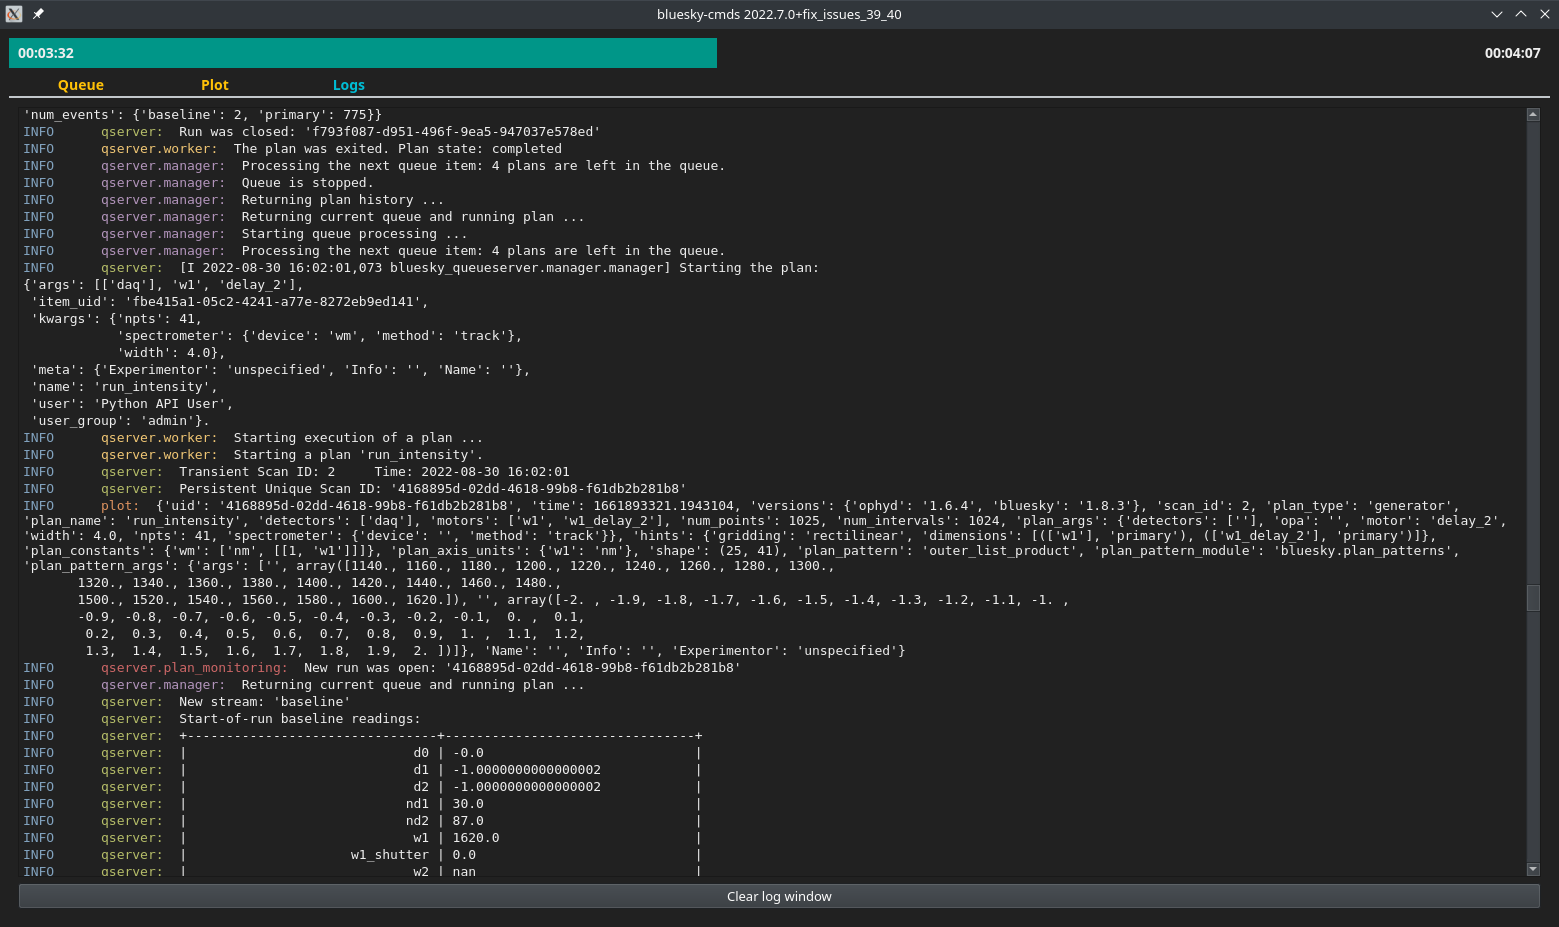 bluesky-cmds 2022.7.0+fix_issues_39_40
00:03:32 00:04:07
Queue Plot Logs
'num_events': {'baseline': 2, 'primary': 775}}
INFO      qserver:  Run was closed: 'f793f087-d951-496f-9ea5-947037e578ed'
INFO      qserver.worker:  The plan was exited. Plan state: completed
INFO      qserver.manager:  Processing the next queue item: 4 plans are left in the queue.
INFO      qserver.manager:  Queue is stopped.
INFO      qserver.manager:  Returning plan history ...
INFO      qserver.manager:  Returning current queue and running plan ...
INFO      qserver.manager:  Starting queue processing ...
INFO      qserver.manager:  Processing the next queue item: 4 plans are left in the queue.
INFO      qserver:  [I 2022-08-30 16:02:01,073 bluesky_queueserver.manager.manager] Starting the plan:
{'args': [['daq'], 'w1', 'delay_2'],
 'item_uid': 'fbe415a1-05c2-4241-a77e-8272eb9ed141',
 'kwargs': {'npts': 41,
            'spectrometer': {'device': 'wm', 'method': 'track'},
            'width': 4.0},
 'meta': {'Experimentor': 'unspecified', 'Info': '', 'Name': ''},
 'name': 'run_intensity',
 'user': 'Python API User',
 'user_group': 'admin'}.
INFO      qserver.worker:  Starting execution of a plan ...
INFO      qserver.worker:  Starting a plan 'run_intensity'.
INFO      qserver:  Transient Scan ID: 2     Time: 2022-08-30 16:02:01
INFO      qserver:  Persistent Unique Scan ID: '4168895d-02dd-4618-99b8-f61db2b281b8'
INFO      plot:  {'uid': '4168895d-02dd-4618-99b8-f61db2b281b8', 'time': 1661893321.1943104, 'versions': {'ophyd': '1.6.4', 'bluesky': '1.8.3'}, 'scan_id': 2, 'plan_type': 'generator',
'plan_name': 'run_intensity', 'detectors': ['daq'], 'motors': ['w1', 'w1_delay_2'], 'num_points': 1025, 'num_intervals': 1024, 'plan_args': {'detectors': [''], 'opa': '', 'motor': 'delay_2',
'width': 4.0, 'npts': 41, 'spectrometer': {'device': '', 'method': 'track'}}, 'hints': {'gridding': 'rectilinear', 'dimensions': [(['w1'], 'primary'), (['w1_delay_2'], 'primary')]},
'plan_constants': {'wm': ['nm', [[1, 'w1']]]}, 'plan_axis_units': {'w1': 'nm'}, 'shape': (25, 41), 'plan_pattern': 'outer_list_product', 'plan_pattern_module': 'bluesky.plan_patterns',
'plan_pattern_args': {'args': ['', array([1140., 1160., 1180., 1200., 1220., 1240., 1260., 1280., 1300.,
       1320., 1340., 1360., 1380., 1400., 1420., 1440., 1460., 1480.,
       1500., 1520., 1540., 1560., 1580., 1600., 1620.]), '', array([-2. , -1.9, -1.8, -1.7, -1.6, -1.5, -1.4, -1.3, -1.2, -1.1, -1. ,
       -0.9, -0.8, -0.7, -0.6, -0.5, -0.4, -0.3, -0.2, -0.1,  0. ,  0.1,
        0.2,  0.3,  0.4,  0.5,  0.6,  0.7,  0.8,  0.9,  1. ,  1.1,  1.2,
        1.3,  1.4,  1.5,  1.6,  1.7,  1.8,  1.9,  2. ])]}, 'Name': '', 'Info': '', 'Experimentor': 'unspecified'}
INFO      qserver.plan_monitoring:  New run was open: '4168895d-02dd-4618-99b8-f61db2b281b8'
INFO      qserver.manager:  Returning current queue and running plan ...
INFO      qserver:  New stream: 'baseline'
INFO      qserver:  Start-of-run baseline readings:
INFO      qserver:  +--------------------------------+--------------------------------+
INFO      qserver:  |                             d0 | -0.0                           |
INFO      qserver:  |                             d1 | -1.0000000000000002            |
INFO      qserver:  |                             d2 | -1.0000000000000002            |
INFO      qserver:  |                            nd1 | 30.0                           |
INFO      qserver:  |                            nd2 | 87.0                           |
INFO      qserver:  |                             w1 | 1620.0                         |
INFO      qserver:  |                     w1_shutter | 0.0                            |
INFO      qserver:  |                             w2 | nan                            |
Clear log window